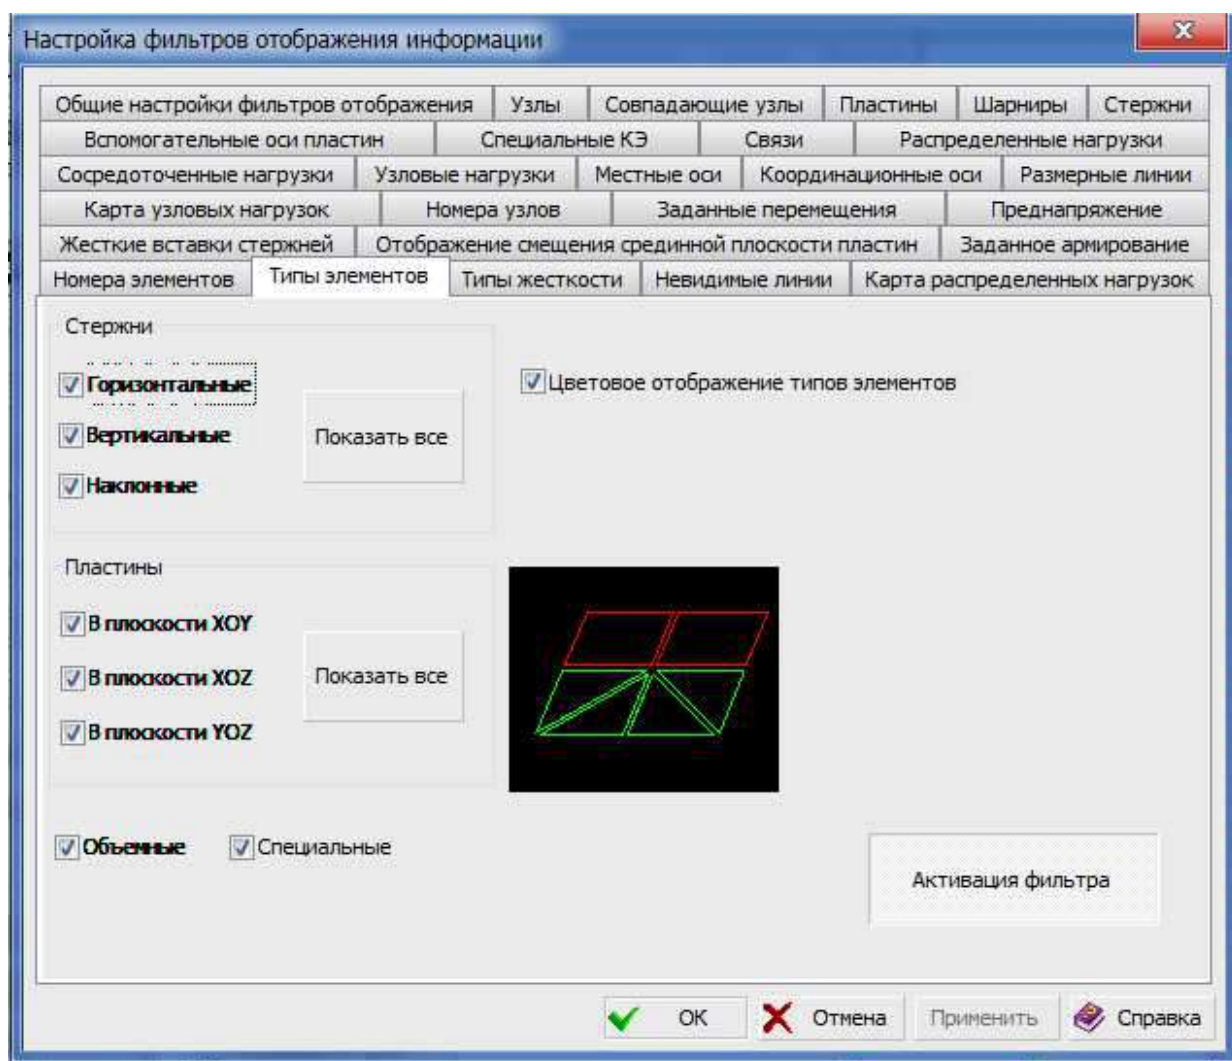 Настройка фильтров отображения информации
Общие настройки фильтров отображения Узлы Совпадающие узлы Пластины Шарниры Стержни
Вспомогательные оси пластин Специальные КЭ Связи Распределенные нагрузки
Сосредоточенные нагрузки Узловые нагрузки Местные оси Координационные оси Размерные линии
Карта узловых нагрузок Номера узлов Заданные перемещения Преднапряжение
Жесткие вставки стержней Отображение смещения срединной плоскости пластин Заданное армирование
Номера элементов Типы элементов Типы жесткости Невидимые линии Карта распределенных нагрузок
Стержни
Горизонтальные Цветовое отображение типов элементов
Вертикальные Показать все
Наклонные
Пластины
В плоскости XOY
В плоскости XOZ Показать все
В плоскости YOZ
Объемные Специальные
Активация фильтра
OK Отмена Применить Справка